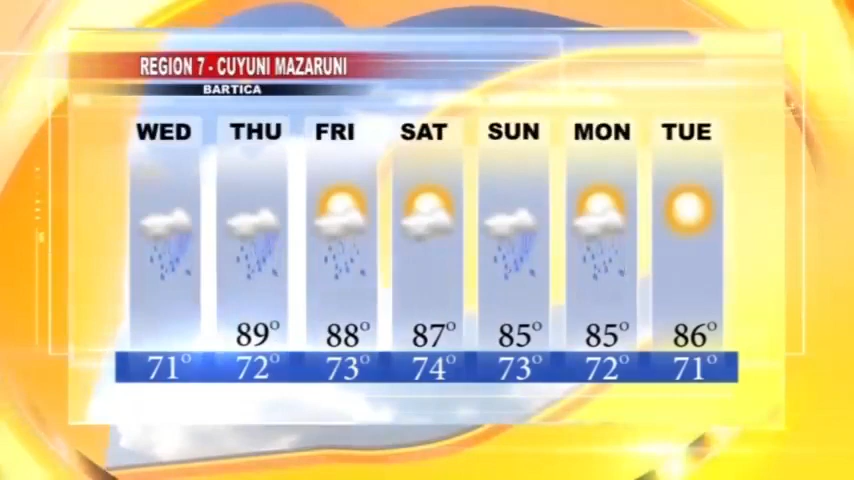 REGION 7 - CUYUNI MAZARUNI
BARTICA
WED THU FRI SAT SUN MON TUE
89° 88° 87° 85° 85° 86°
71° 72° 73° 74° 73° 72° 71°